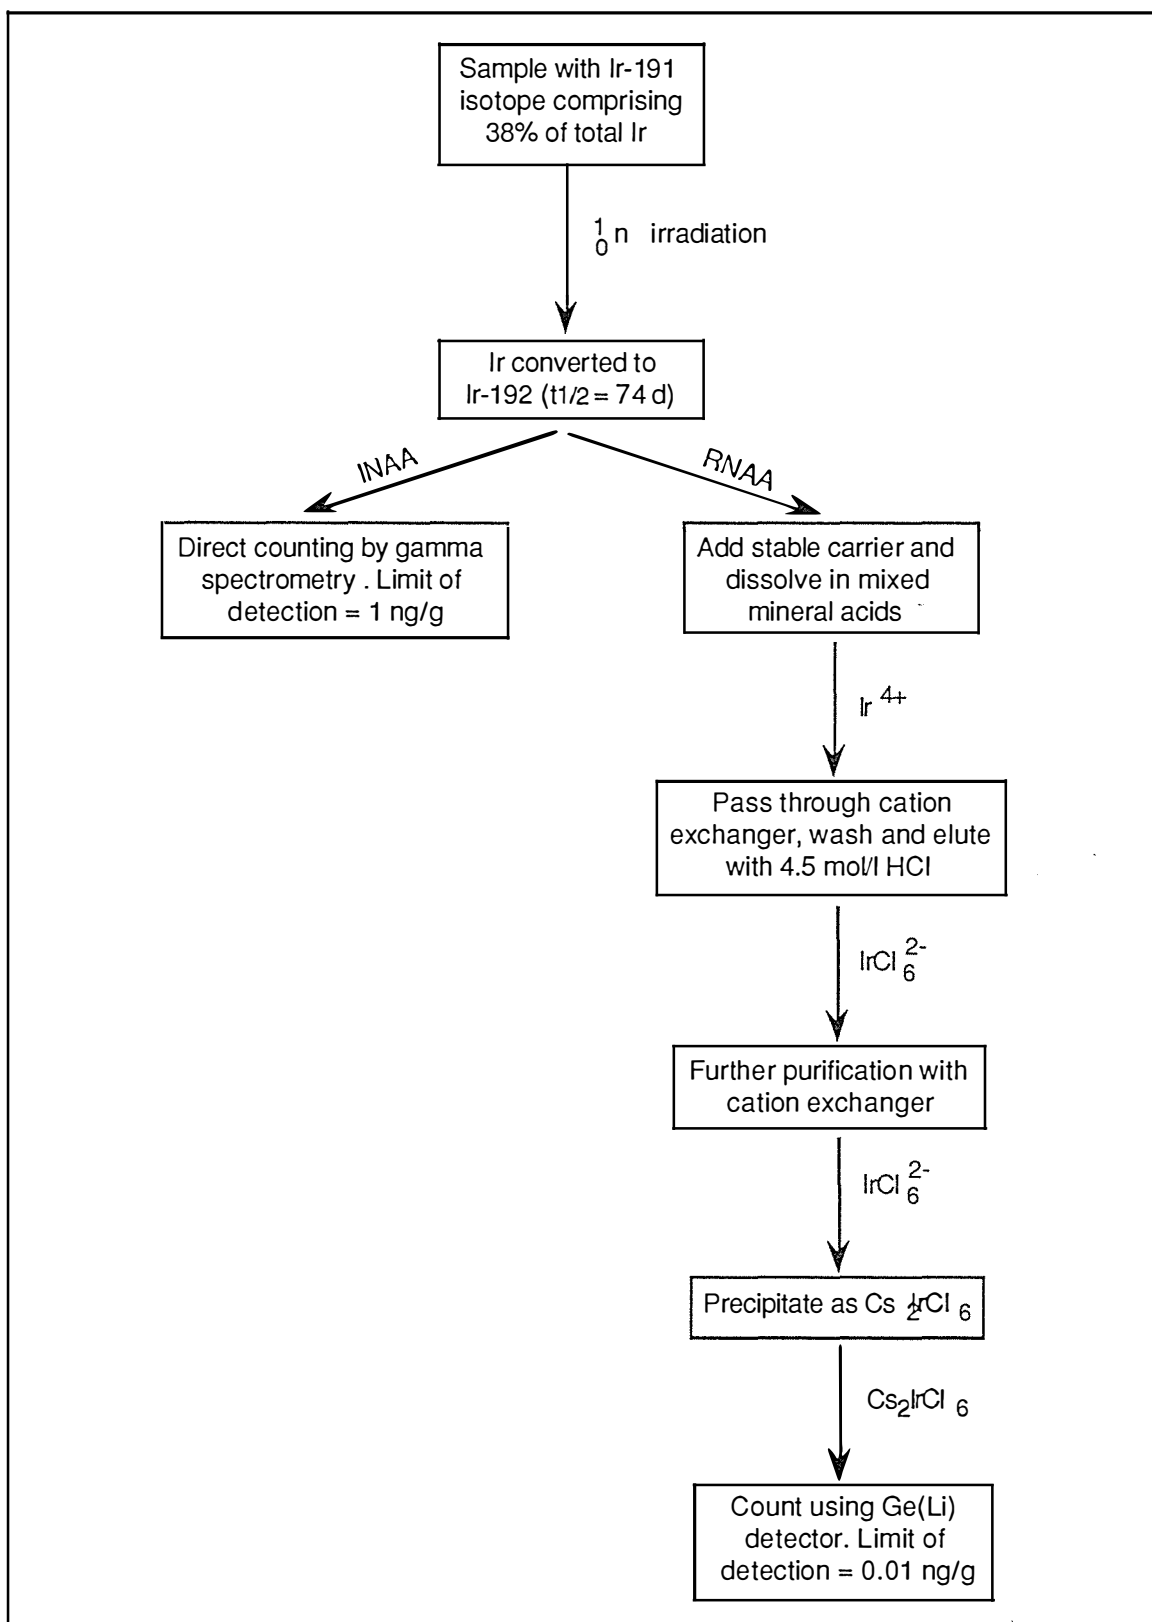 Sample with Ir-191
isotope comprising
38% of total Ir
1
0 n irradiation
Ir converted to
Ir-192 (t1/2 = 74 d)
INAA
RNAA
Direct counting by gamma
spectrometry . Limit of
detection = 1 ng/g
Add stable carrier and
dissolve in mixed
mineral acids
Ir 4+
Pass through cation
exchanger, wash and elute
with 4.5 mol/l HCl
IrCl 6 2-
Further purification with
cation exchanger
IrCl 6 2-
Precipitate as Cs 2IrCl 6
Cs2IrCl 6
Count using Ge(Li)
detector. Limit of
detection = 0.01 ng/g